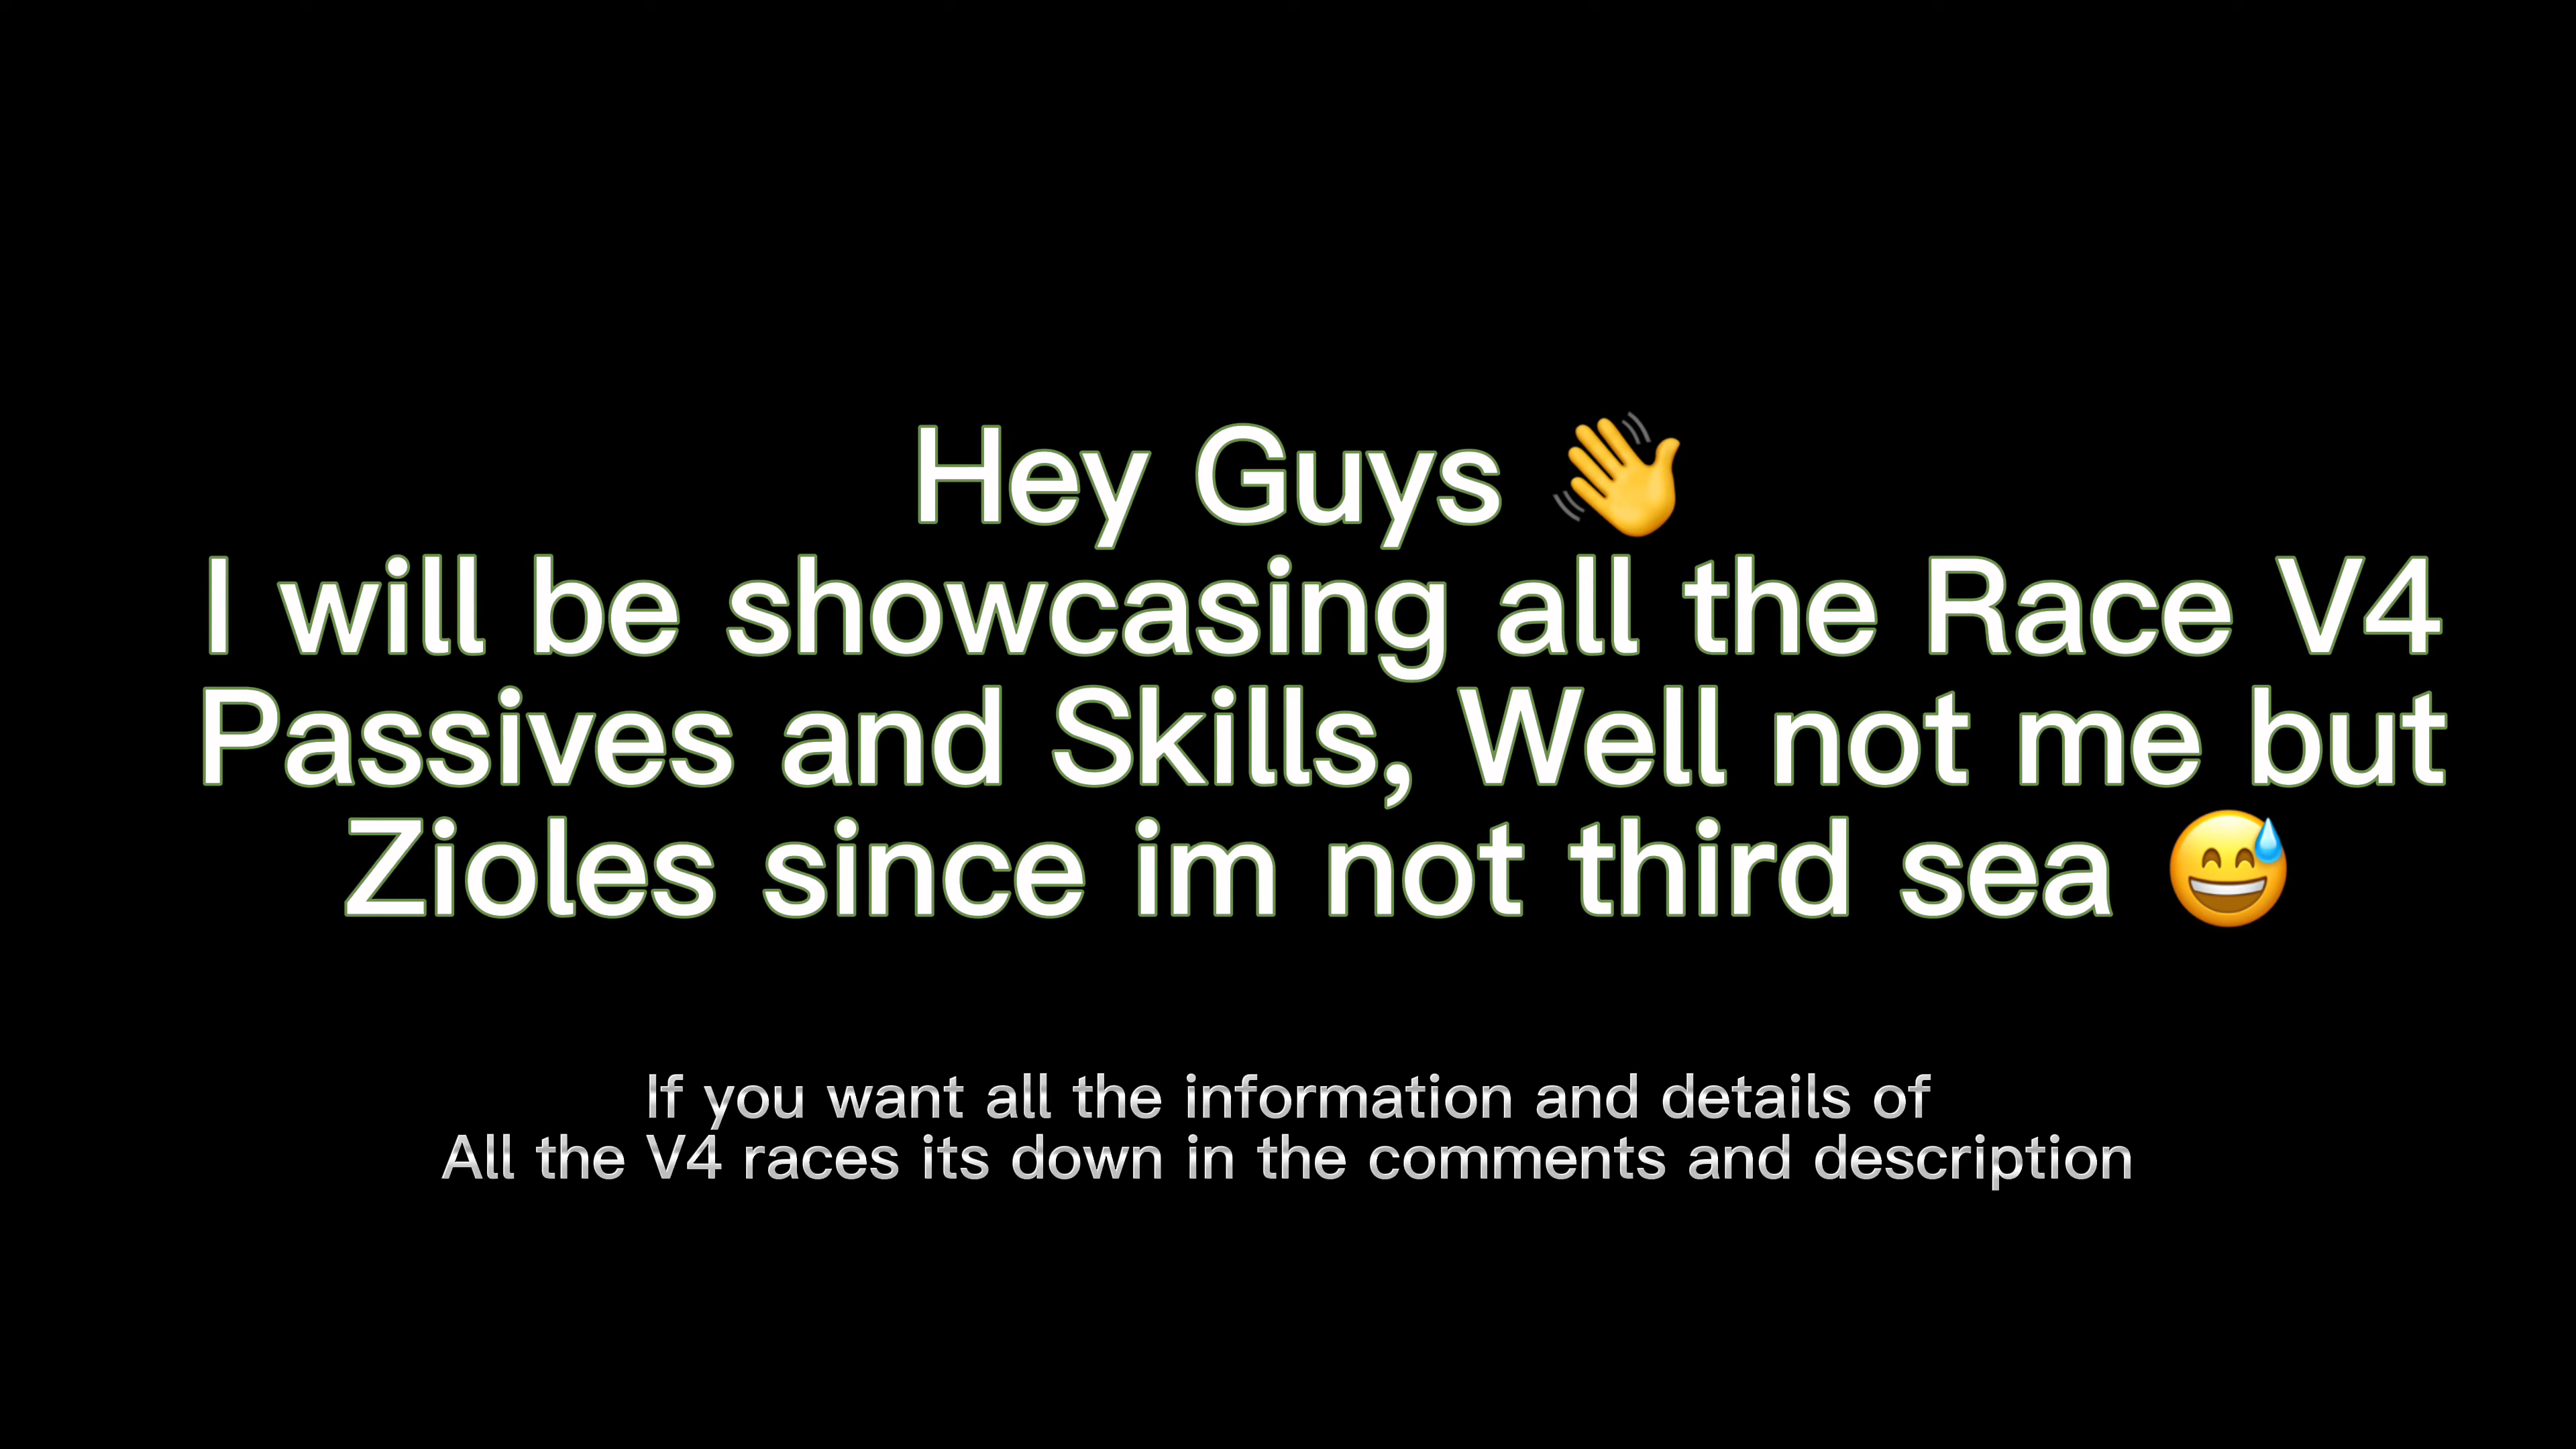 Hey Guys 👋
I will be showcasing all the Race V4
Passives and Skills, Well not me but
Zioles since im not third sea 😅
If you want all the information and details of
All the V4 races its down in the comments and description